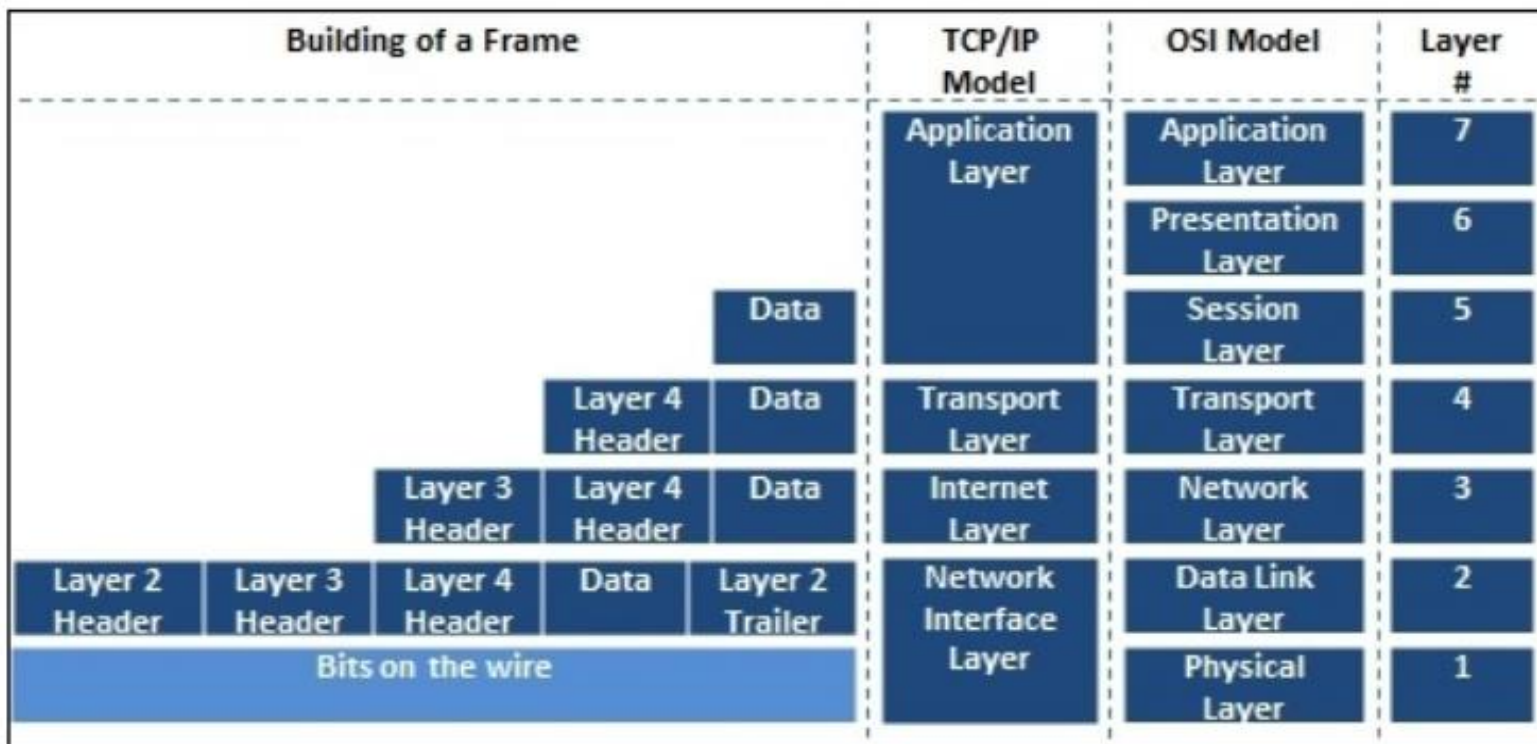 Building of a Frame
TCP/IP
Model
OSI Model
Layer
#
Application
Layer
Application
Layer
7
Presentation
Layer
6
Data
Session
Layer
5
Layer 4
Header
Data
Transport
Layer
Transport
Layer
4
Layer 3
Header
Layer 4
Header
Data
Internet
Layer
Network
Layer
3
Layer 2
Header
Layer 3
Header
Layer 4
Header
Data
Layer 2
Trailer
Network
Interface
Layer
Data Link
Layer
2
Bits on the wire
Physical
Layer
1